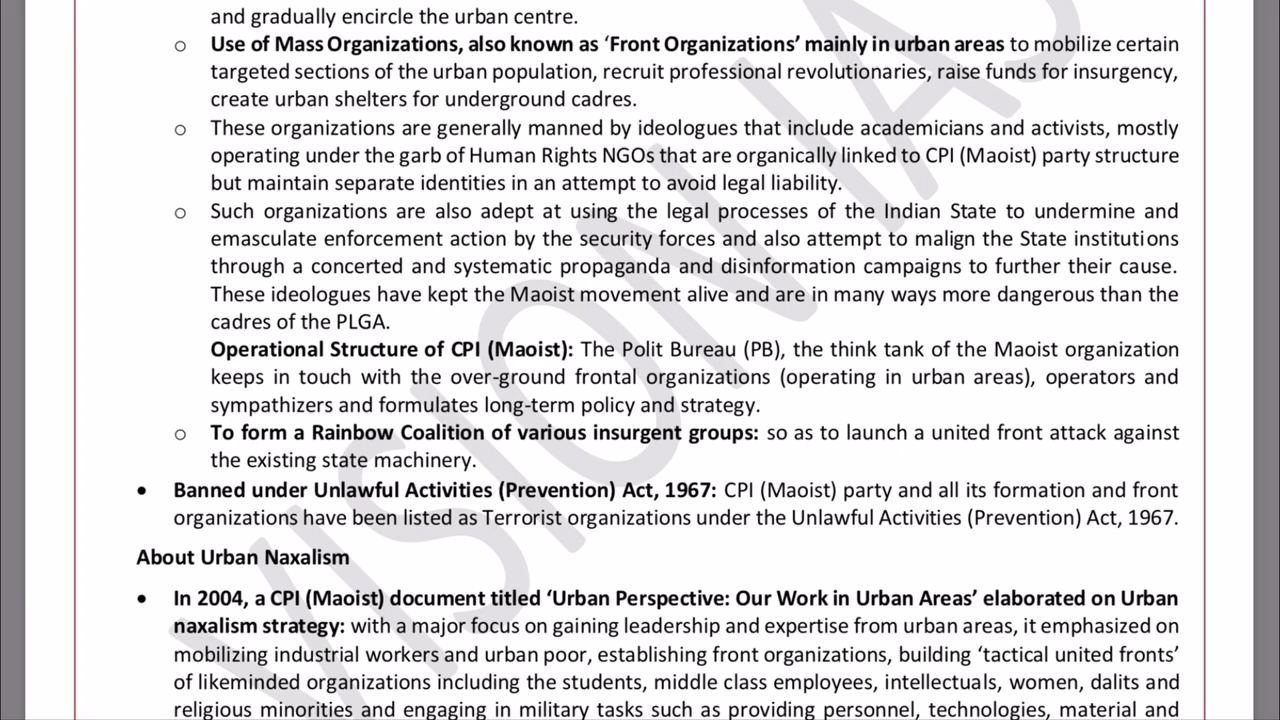 and gradually encircle the urban centre.
o Use of Mass Organizations, also known as ‘Front Organizations’ mainly in urban areas to mobilize certain
targeted sections of the urban population, recruit professional revolutionaries, raise funds for insurgency,
create urban shelters for underground cadres.
o These organizations are generally manned by ideologues that include academicians and activists, mostly
operating under the garb of Human Rights NGOs that are organically linked to CPI (Maoist) party structure
but maintain separate identities in an attempt to avoid legal liability.
o Such organizations are also adept at using the legal processes of the Indian State to undermine and
emasculate enforcement action by the security forces and also attempt to malign the State institutions
through a concerted and systematic propaganda and disinformation campaigns to further their cause.
These ideologues have kept the Maoist movement alive and are in many ways more dangerous than the
cadres of the PLGA.
Operational Structure of CPI (Maoist): The Polit Bureau (PB), the think tank of the Maoist organization
keeps in touch with the over-ground frontal organizations (operating in urban areas), operators and
sympathizers and formulates long-term policy and strategy.
o To form a Rainbow Coalition of various insurgent groups: so as to launch a united front attack against
the existing state machinery.
• Banned under Unlawful Activities (Prevention) Act, 1967: CPI (Maoist) party and all its formation and front
organizations have been listed as Terrorist organizations under the Unlawful Activities (Prevention) Act, 1967.
About Urban Naxalism
• In 2004, a CPI (Maoist) document titled ‘Urban Perspective: Our Work in Urban Areas’ elaborated on Urban
naxalism strategy: with a major focus on gaining leadership and expertise from urban areas, it emphasized on
mobilizing industrial workers and urban poor, establishing front organizations, building ‘tactical united fronts’
of likeminded organizations including the students, middle class employees, intellectuals, women, dalits and
religious minorities and engaging in military tasks such as providing personnel, technologies, material and
VISION IAS